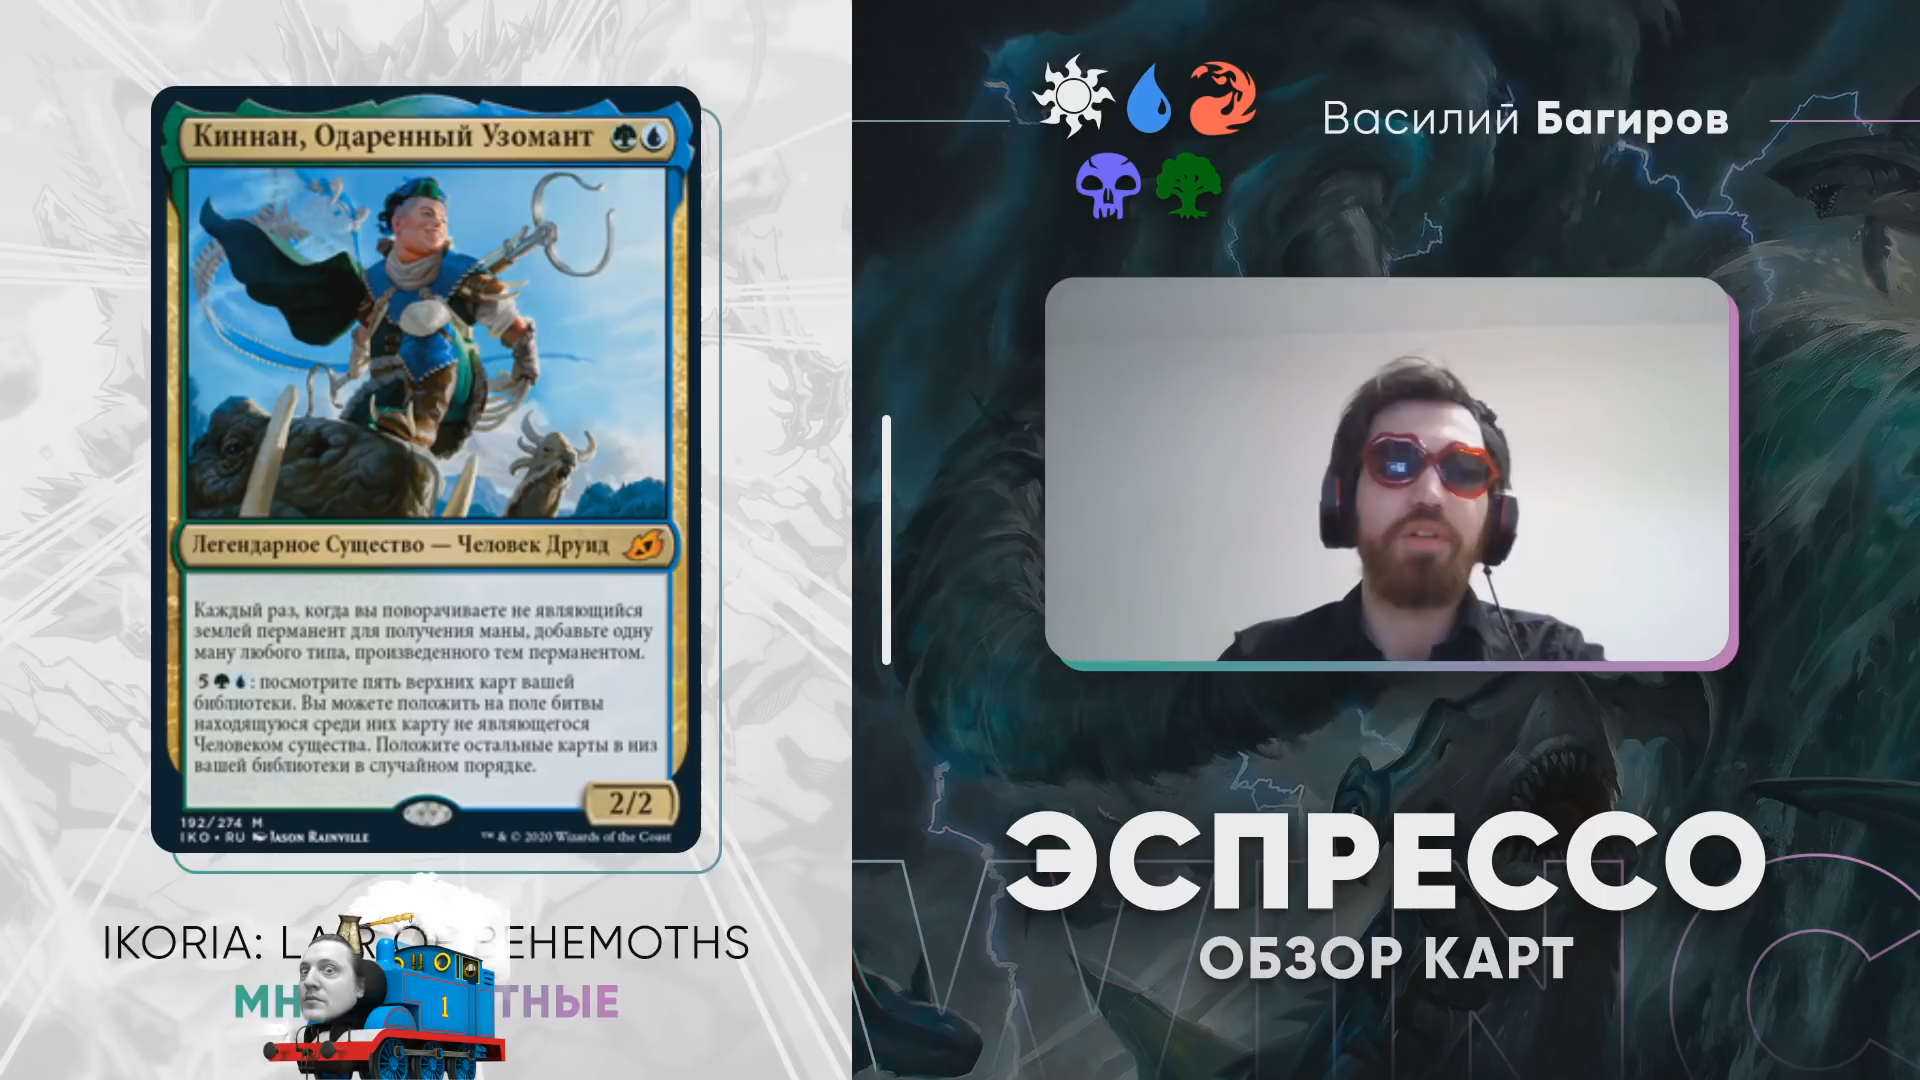 Киннан, Одаренный Узомант
Легендарное Существо — Человек Друид
Каждый раз, когда вы поворачиваете не являющийся
землей перманент для получения маны, добавьте одну
ману любого типа, произведенного тем перманентом.
5 : посмотрите пять верхних карт вашей
библиотеки. Вы можете положить на поле битвы
находящуюся среди них карту не являющегося
Человеком существа. Положите остальные карты в низ
вашей библиотеки в случайном порядке.
2/2
192/274 M
IKO • RU JASON RAINVILLE
™ & © 2020 Wizards of the Coast
IKORIA: BEHEMOTHS
1
Василий Багиров
ЭСПРЕССО
ОБЗОР КАРТ